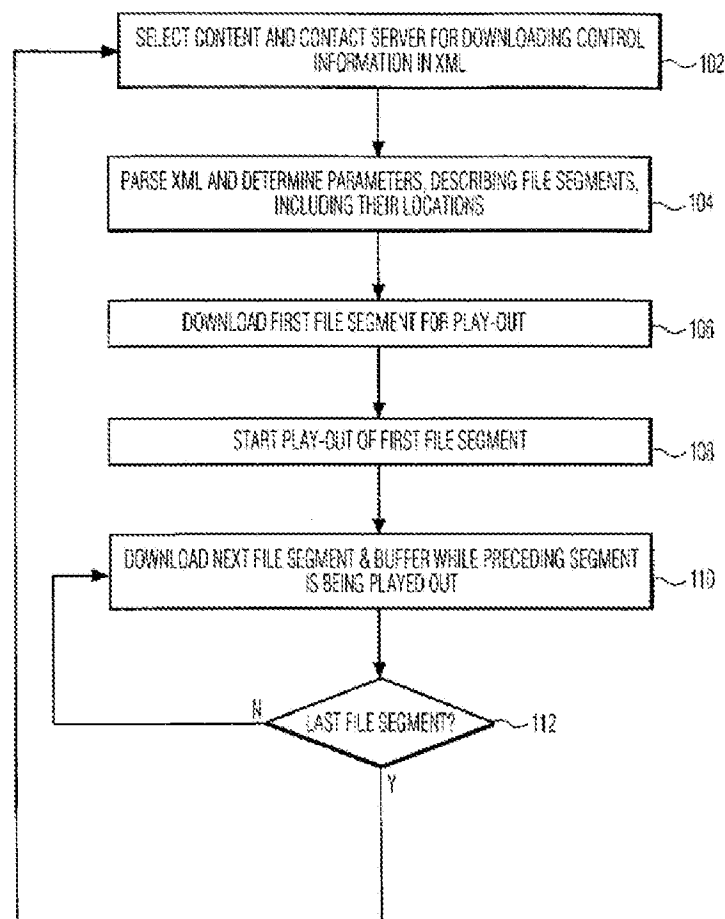 SELECT CONTENT AND CONTACT SERVER FOR DOWNLOADING CONTROL
INFORMATION IN XML
102
PARSE XML AND DETERMINE PARAMETERS, DESCRIBING FILE SEGMENTS,
INCLUDING THEIR LOCATIONS
104
DOWNLOAD FIRST FILE SEGMENT FOR PLAY-OUT
106
START PLAY-OUT OF FIRST FILE SEGMENT
108
DOWNLOAD NEXT FILE SEGMENT & BUFFER WHILE PRECEDING SEGMENT
IS BEING PLAYED OUT
110
N
LAST FILE SEGMENT?
112
Y